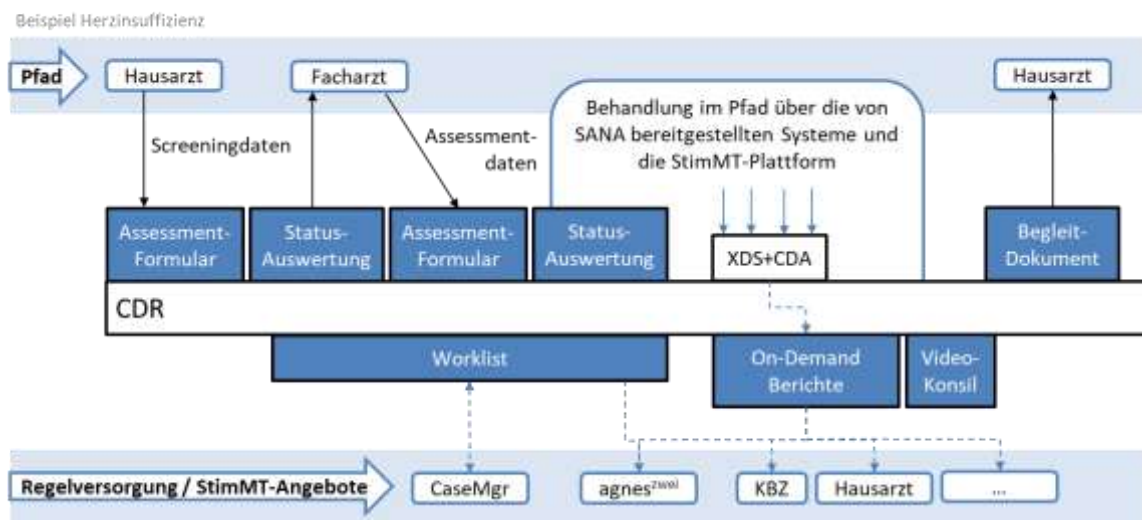 Beispiel Herzinsuffizienz
Pfad
Hausarzt
Facharzt
Hausarzt
Screeningdaten
Assessment-
daten
Behandlung im Pfad über die von
SANA bereitgestellten Systeme und
die StimMT-Plattform
Assessment-
Formular
Status-
Auswertung
Assessment-
Formular
Status-
Auswertung
XDS+CDA
Begleit-
Dokument
CDR
Worklist
On-Demand
Berichte
Video-
Konsil
Regelversorgung / StimMT-Angebote
CaseMgr
agnes^zwei
KBZ
Hausarzt
...